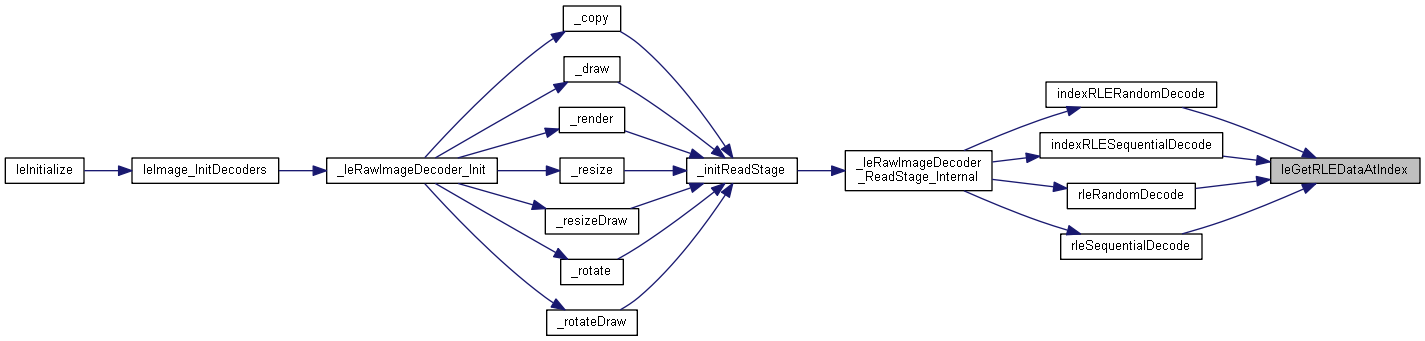 _copy
_draw
_render
_resize
_resizeDraw
_rotate
_rotateDraw
leInitialize
leImage_InitDecoders
_leRawImageDecoder_Init
_initReadStage
_leRawImageDecoder
_ReadStage_Internal
indexRLERandomDecode
indexRLESequentialDecode
rleRandomDecode
rleSequentialDecode
leGetRLEDataAtIndex